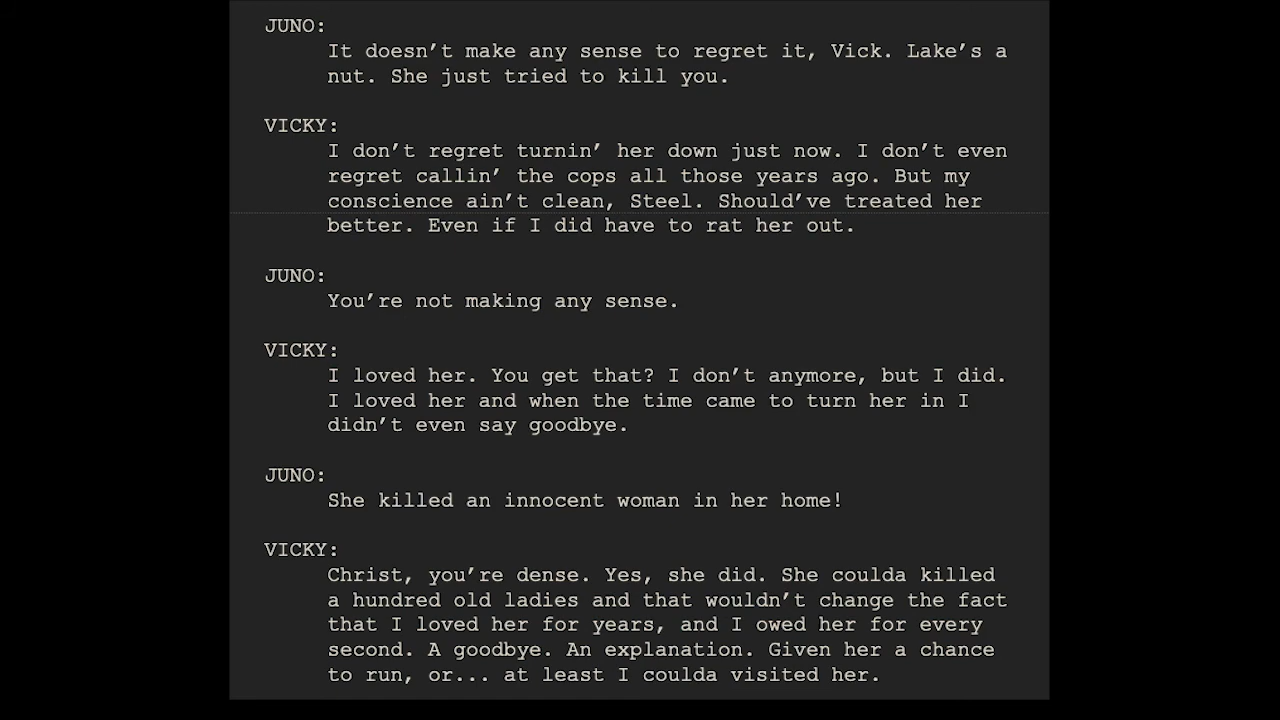 JUNO:
It doesn’t make any sense to regret it, Vick. Lake’s a
nut. She just tried to kill you.
VICKY:
I don’t regret turnin’ her down just now. I don’t even
regret callin’ the cops all those years ago. But my
conscience ain’t clean, Steel. Should’ve treated her
better. Even if I did have to rat her out.
JUNO:
You’re not making any sense.
VICKY:
I loved her. You get that? I don’t anymore, but I did.
I loved her and when the time came to turn her in I
didn’t even say goodbye.
JUNO:
She killed an innocent woman in her home!
VICKY:
Christ, you’re dense. Yes, she did. She coulda killed
a hundred old ladies and that wouldn’t change the fact
that I loved her for years, and I owed her for every
second. A goodbye. An explanation. Given her a chance
to run, or... at least I coulda visited her.